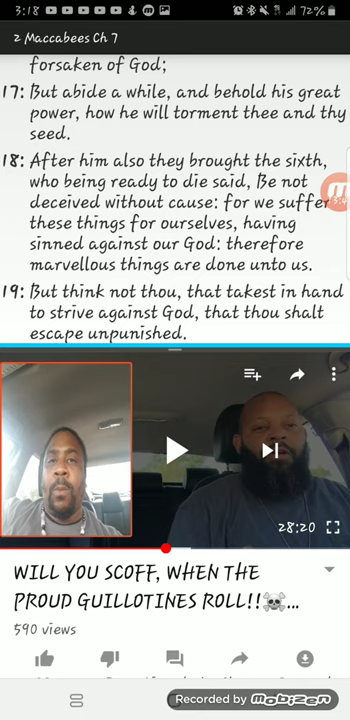 3:18 72%
2 Maccabees Ch 7
forsaken of God;
17: But abide a while, and behold his great
power, how he will torment thee and thy
seed.
18: After him also they brought the sixth,
who being ready to die said, Be not
deceived without cause: for we suffer
these things for ourselves, having
sinned against our God: therefore
marvellous things are done unto us.
19: But think not thou, that takest in hand
to strive against God, that thou shalt
escape unpunished.
28:20
WILL YOU SCOFF, WHEN THE
PROUD GUILLOTINES ROLL!!☠️...
590 views
Recorded by mobizen